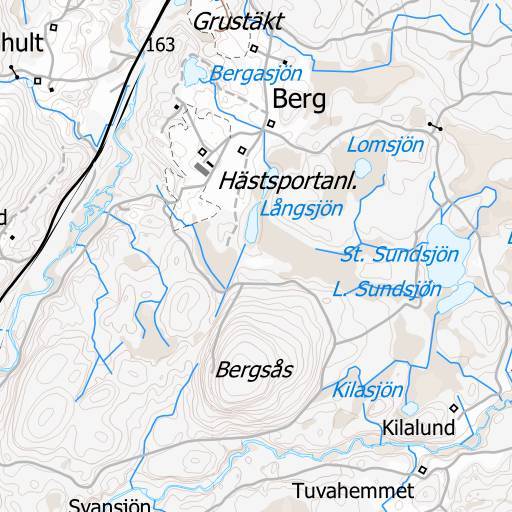 Grustäkt
hult
163
Bergasjön
Berg
Lomsjön
Hästsportanl.
Långsjön
St. Sundsjön
L. Sundsjön
Bergsås
Kilasjön
Kilalund
Tuvahemmet
Svansjön